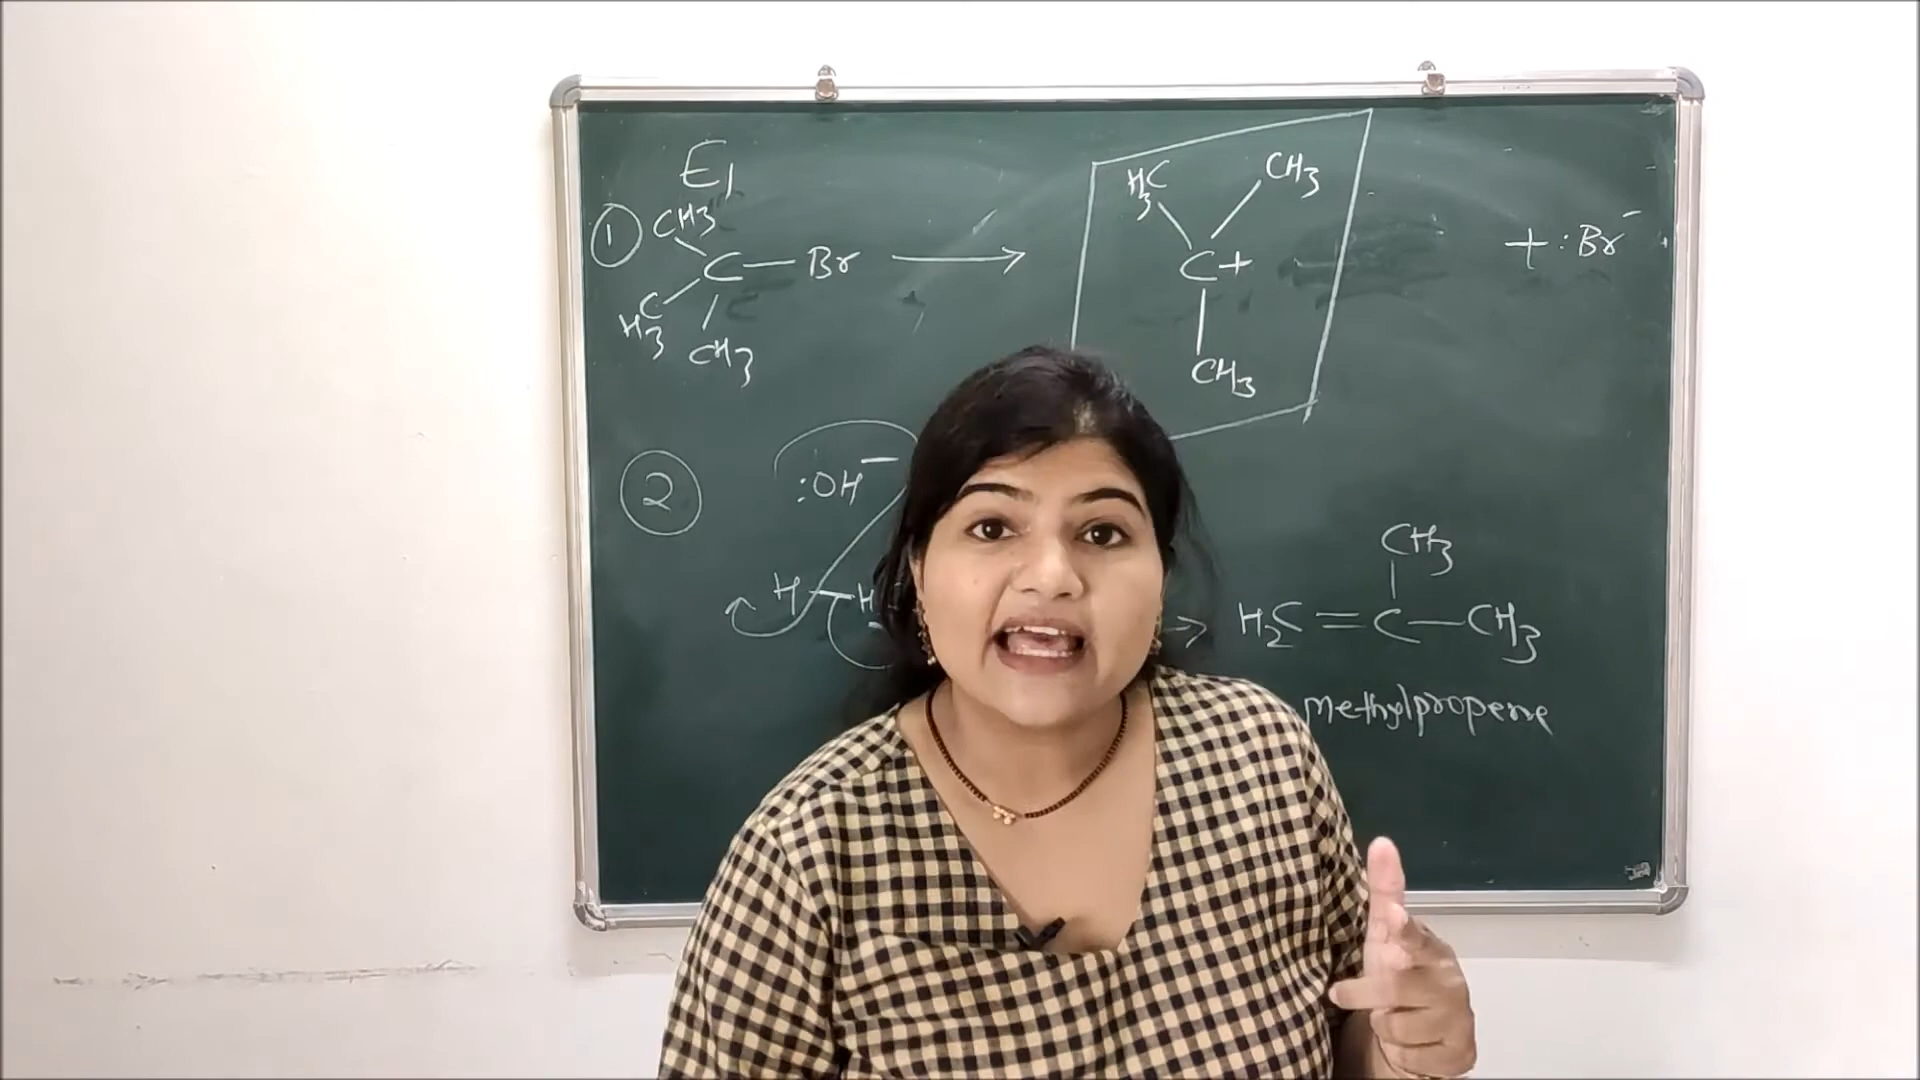 E1
1
CH3
C — Br
H3C
CH3
H3C
CH3
C+
CH3
+ :Br-
2
:OH-
H — H
CH3
H2C = C — CH3
Methylpropene